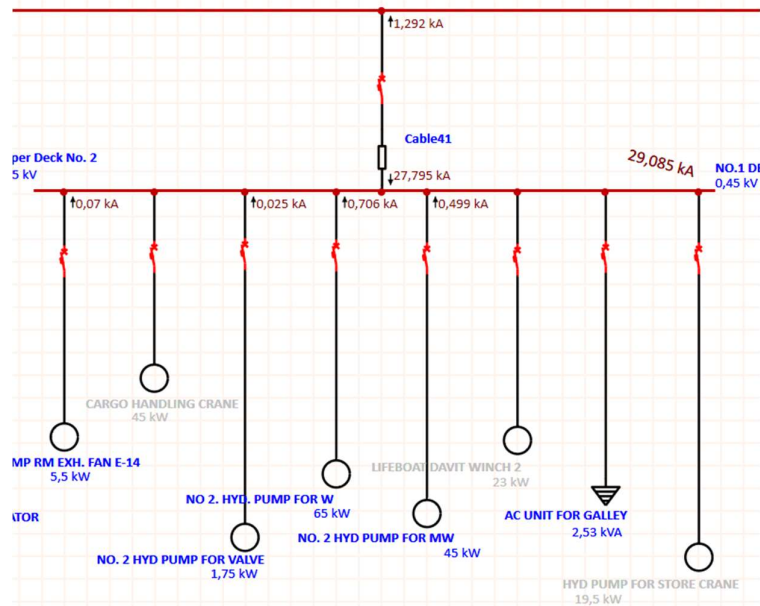 1,292 kA
Cable41
per Deck No. 2
5 kV
27,795 kA
29,085 kA
NO.1 DE
0,45 kV
0,07 kA
0,025 kA
0,706 kA
0,499 kA
CARGO HANDLING CRANE
45 kW
MP RM EXH. FAN E-14
5,5 kW
LIFEBOAT DAVIT WINCH 2
23 kW
NO 2. HYD. PUMP FOR W
65 kW
ATOR
AC UNIT FOR GALLEY
2,53 kVA
NO. 2 HYD PUMP FOR MW
45 kW
NO. 2 HYD PUMP FOR VALVE
1,75 kW
HYD PUMP FOR STORE CRANE
19,5 kW